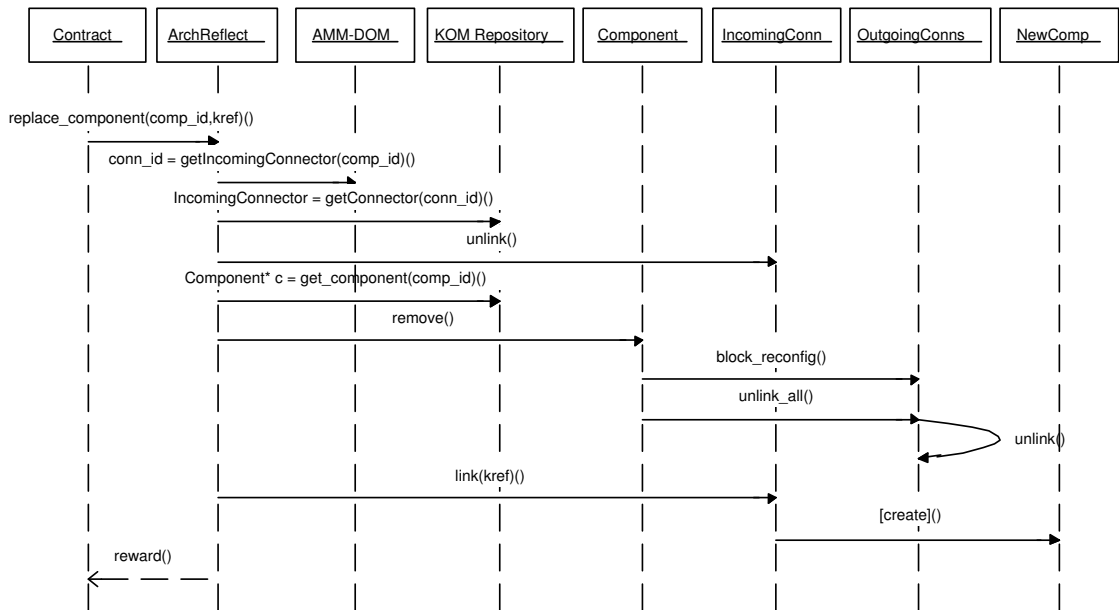 Contract
ArchReflect
AMM-DOM
KOM Repository
Component
IncomingConn
OutgoingConns
NewComp
replace_component(comp_id,kref)()
conn_id = getIncomingConnector(comp_id)()
IncomingConnector = getConnector(conn_id)()
unlink()
Component* c = get_component(comp_id)()
remove()
block_reconfig()
unlink_all()
unlink()
link(kref)()
[create]()
reward()